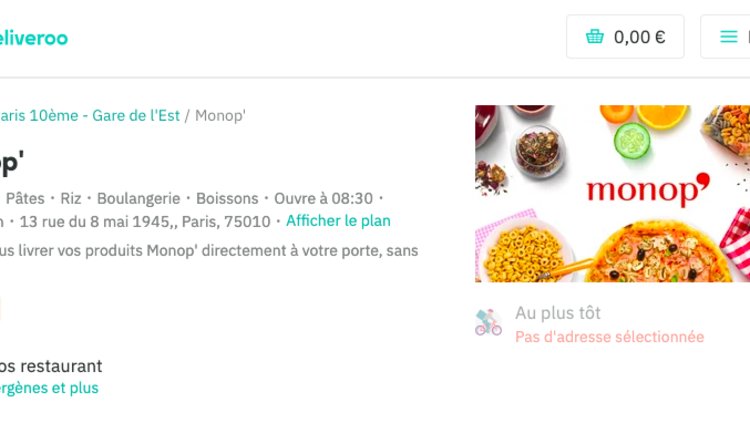 eliveroo
0,00 €
aris 10ème - Gare de l'Est / Monop'
op'
Pâtes · Riz · Boulangerie · Boissons · Ouvre à 08:30 ·
· 13 rue du 8 mai 1945,, Paris, 75010 · Afficher le plan
us livrer vos produits Monop' directement à votre porte, sans
monop'
Au plus tôt
Pas d'adresse sélectionnée
os restaurant
ergènes et plus